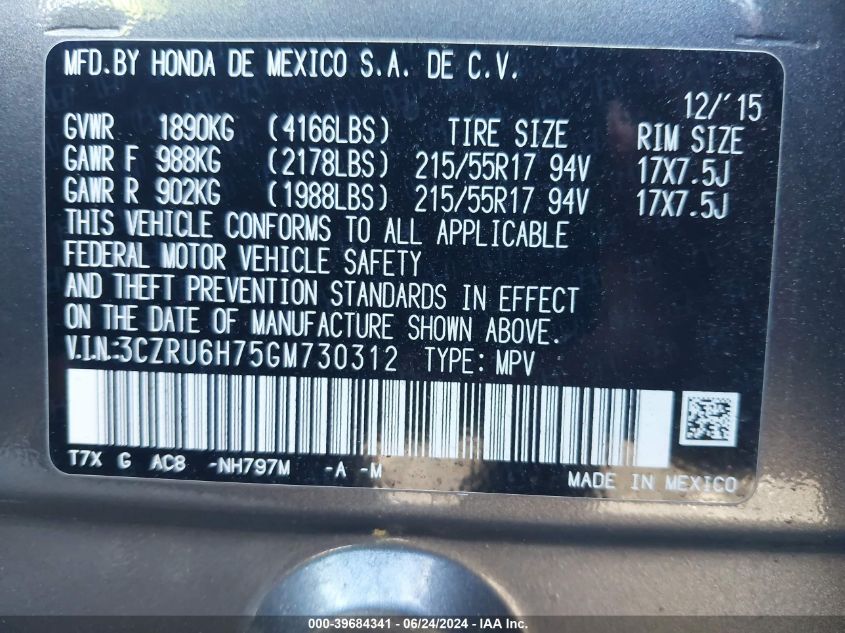 MFD.BY HONDA DE MEXICO S.A. DE C.V.
12/'15
GVWR 1890KG (4166LBS) TIRE SIZE RIM SIZE
GAWR F 988KG (2178LBS) 215/55R17 94V 17X7.5J
GAWR R 902KG (1988LBS) 215/55R17 94V 17X7.5J
THIS VEHICLE CONFORMS TO ALL APPLICABLE
FEDERAL MOTOR VEHICLE SAFETY
AND THEFT PREVENTION STANDARDS IN EFFECT
ON THE DATE OF MANUFACTURE SHOWN ABOVE.
V.I.N.:3CZRU6H75GM730312 TYPE: MPV
T7X G AC8 -NH797M -A -M
MADE IN MEXICO
000-39684341 - 06/24/2024 - IAA Inc.